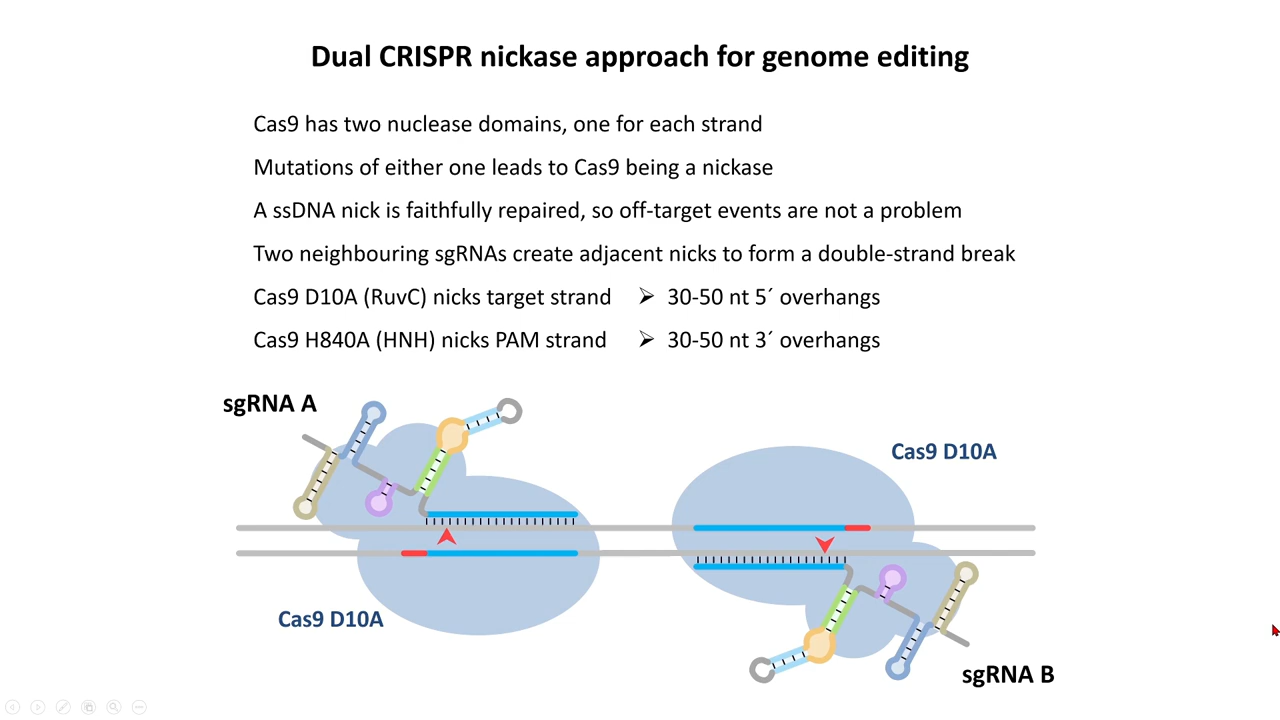 Dual CRISPR nickase approach for genome editing
Cas9 has two nuclease domains, one for each strand
Mutations of either one leads to Cas9 being a nickase
A ssDNA nick is faithfully repaired, so off-target events are not a problem
Two neighbouring sgRNAs create adjacent nicks to form a double-strand break
Cas9 D10A (RuvC) nicks target strand ➢ 30-50 nt 5´ overhangs
Cas9 H840A (HNH) nicks PAM strand ➢ 30-50 nt 3´ overhangs
sgRNA A
Cas9 D10A
Cas9 D10A
sgRNA B